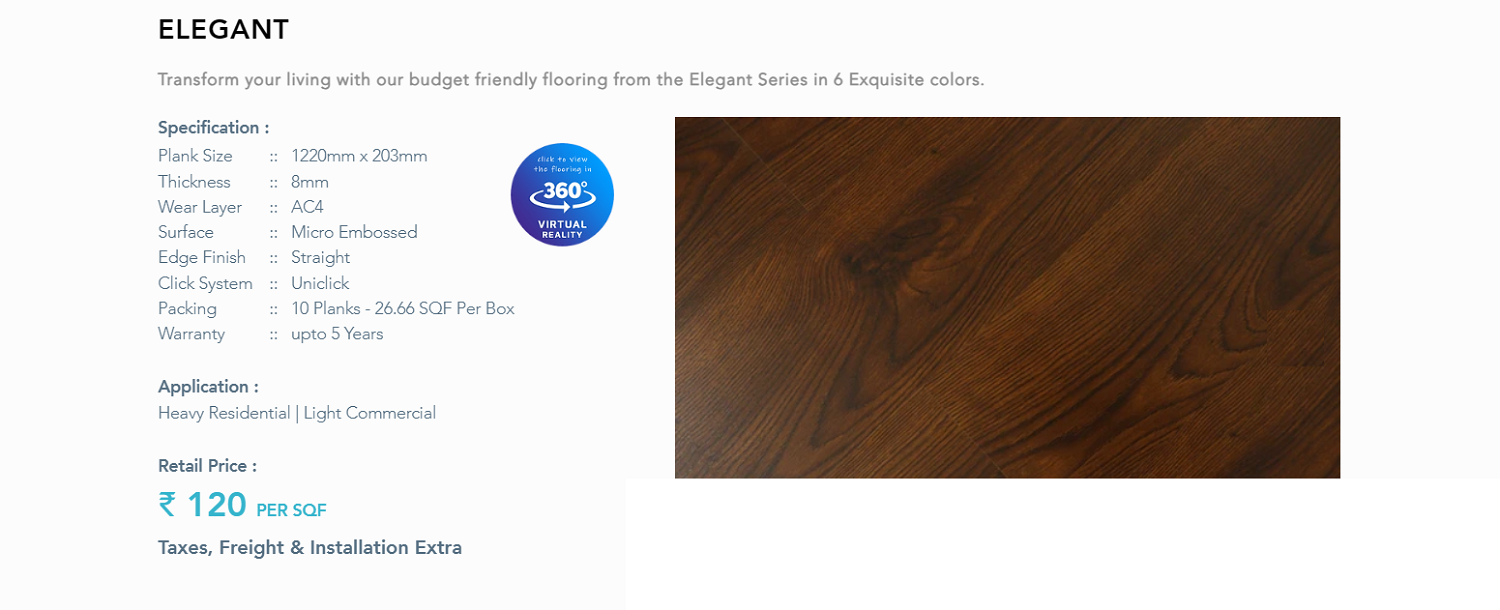 ELEGANT
Transform your living with our budget friendly flooring from the Elegant Series in 6 Exquisite colors.
Specification :
Plank Size :: 1220mm x 203mm
Thickness :: 8mm
Wear Layer :: AC4
Surface :: Micro Embossed
Edge Finish :: Straight
Click System :: Uniclick
Packing :: 10 Planks - 26.66 SQF Per Box
Warranty :: upto 5 Years
click to view
the flooring in
360°
VIRTUAL
REALITY
Application :
Heavy Residential | Light Commercial
Retail Price :
₹ 120 PER SQF
Taxes, Freight & Installation Extra